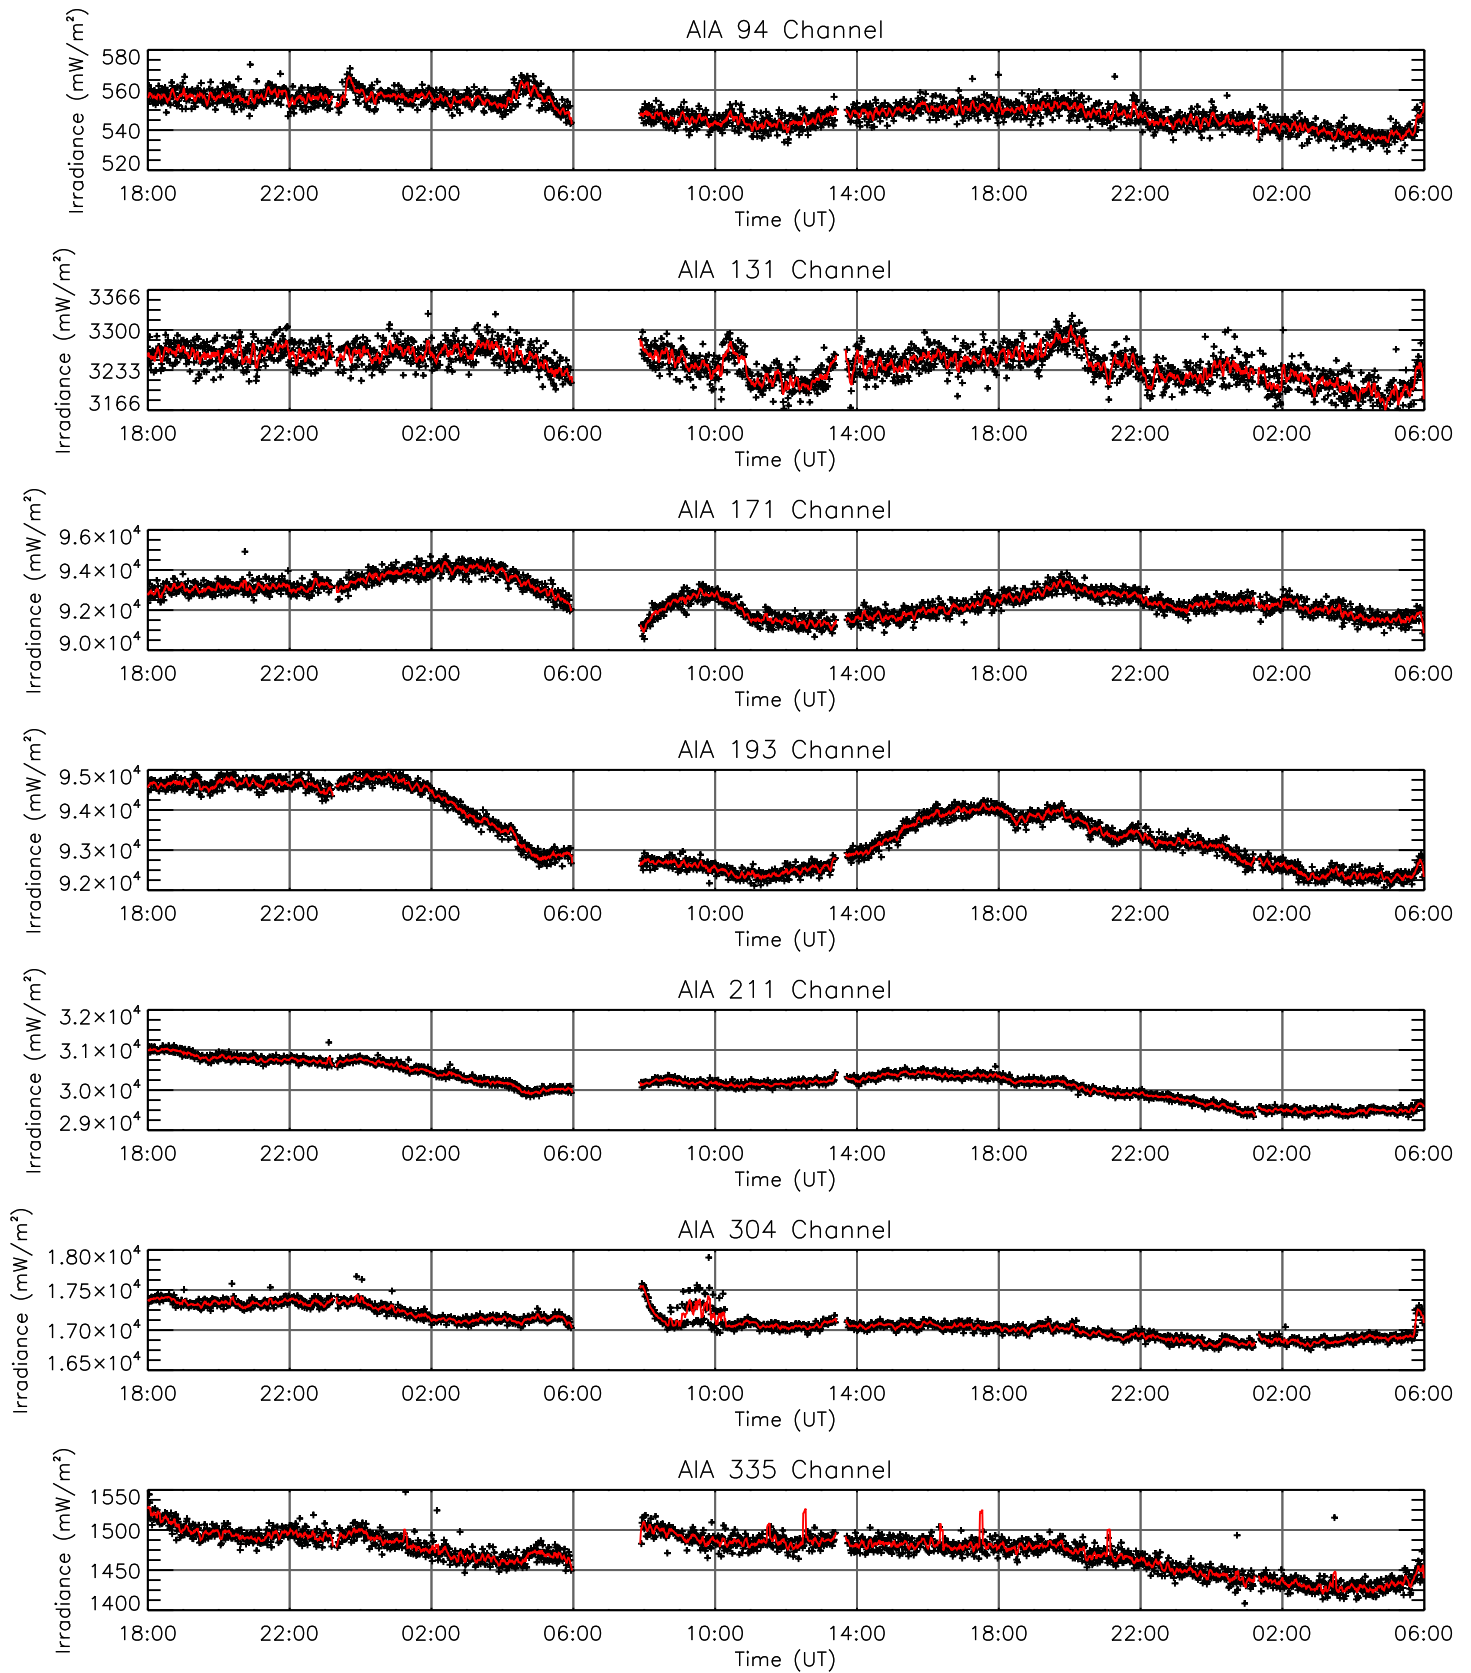 AIA 94 Channel
Irradiance (mW/m²)
580
560
540
520
18:00 22:00 02:00 06:00 10:00 14:00 18:00 22:00 02:00 06:00
Time (UT)
AIA 131 Channel
Irradiance (mW/m²)
3366
3300
3233
3166
18:00 22:00 02:00 06:00 10:00 14:00 18:00 22:00 02:00 06:00
Time (UT)
AIA 171 Channel
Irradiance (mW/m²)
9.6×10⁴
9.4×10⁴
9.2×10⁴
9.0×10⁴
18:00 22:00 02:00 06:00 10:00 14:00 18:00 22:00 02:00 06:00
Time (UT)
AIA 193 Channel
Irradiance (mW/m²)
9.5×10⁴
9.4×10⁴
9.3×10⁴
9.2×10⁴
18:00 22:00 02:00 06:00 10:00 14:00 18:00 22:00 02:00 06:00
Time (UT)
AIA 211 Channel
Irradiance (mW/m²)
3.2×10⁴
3.1×10⁴
3.0×10⁴
2.9×10⁴
18:00 22:00 02:00 06:00 10:00 14:00 18:00 22:00 02:00 06:00
Time (UT)
AIA 304 Channel
Irradiance (mW/m²)
1.80×10⁴
1.75×10⁴
1.70×10⁴
1.65×10⁴
18:00 22:00 02:00 06:00 10:00 14:00 18:00 22:00 02:00 06:00
Time (UT)
AIA 335 Channel
Irradiance (mW/m²)
1550
1500
1450
1400
18:00 22:00 02:00 06:00 10:00 14:00 18:00 22:00 02:00 06:00
Time (UT)